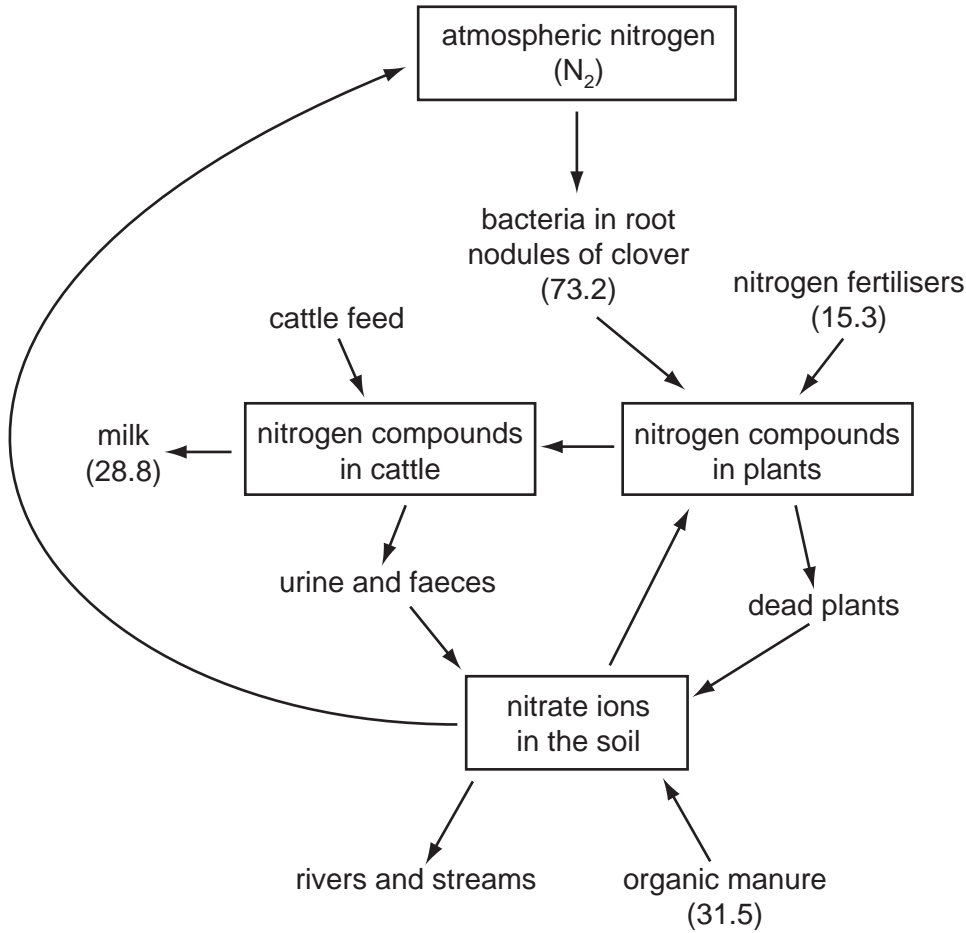 atmospheric nitrogen
(N₂)
bacteria in root
nodules of clover
(73.2)
nitrogen fertilisers
(15.3)
cattle feed
milk
(28.8)
nitrogen compounds
in cattle
nitrogen compounds
in plants
urine and faeces
dead plants
nitrate ions
in the soil
rivers and streams
organic manure
(31.5)